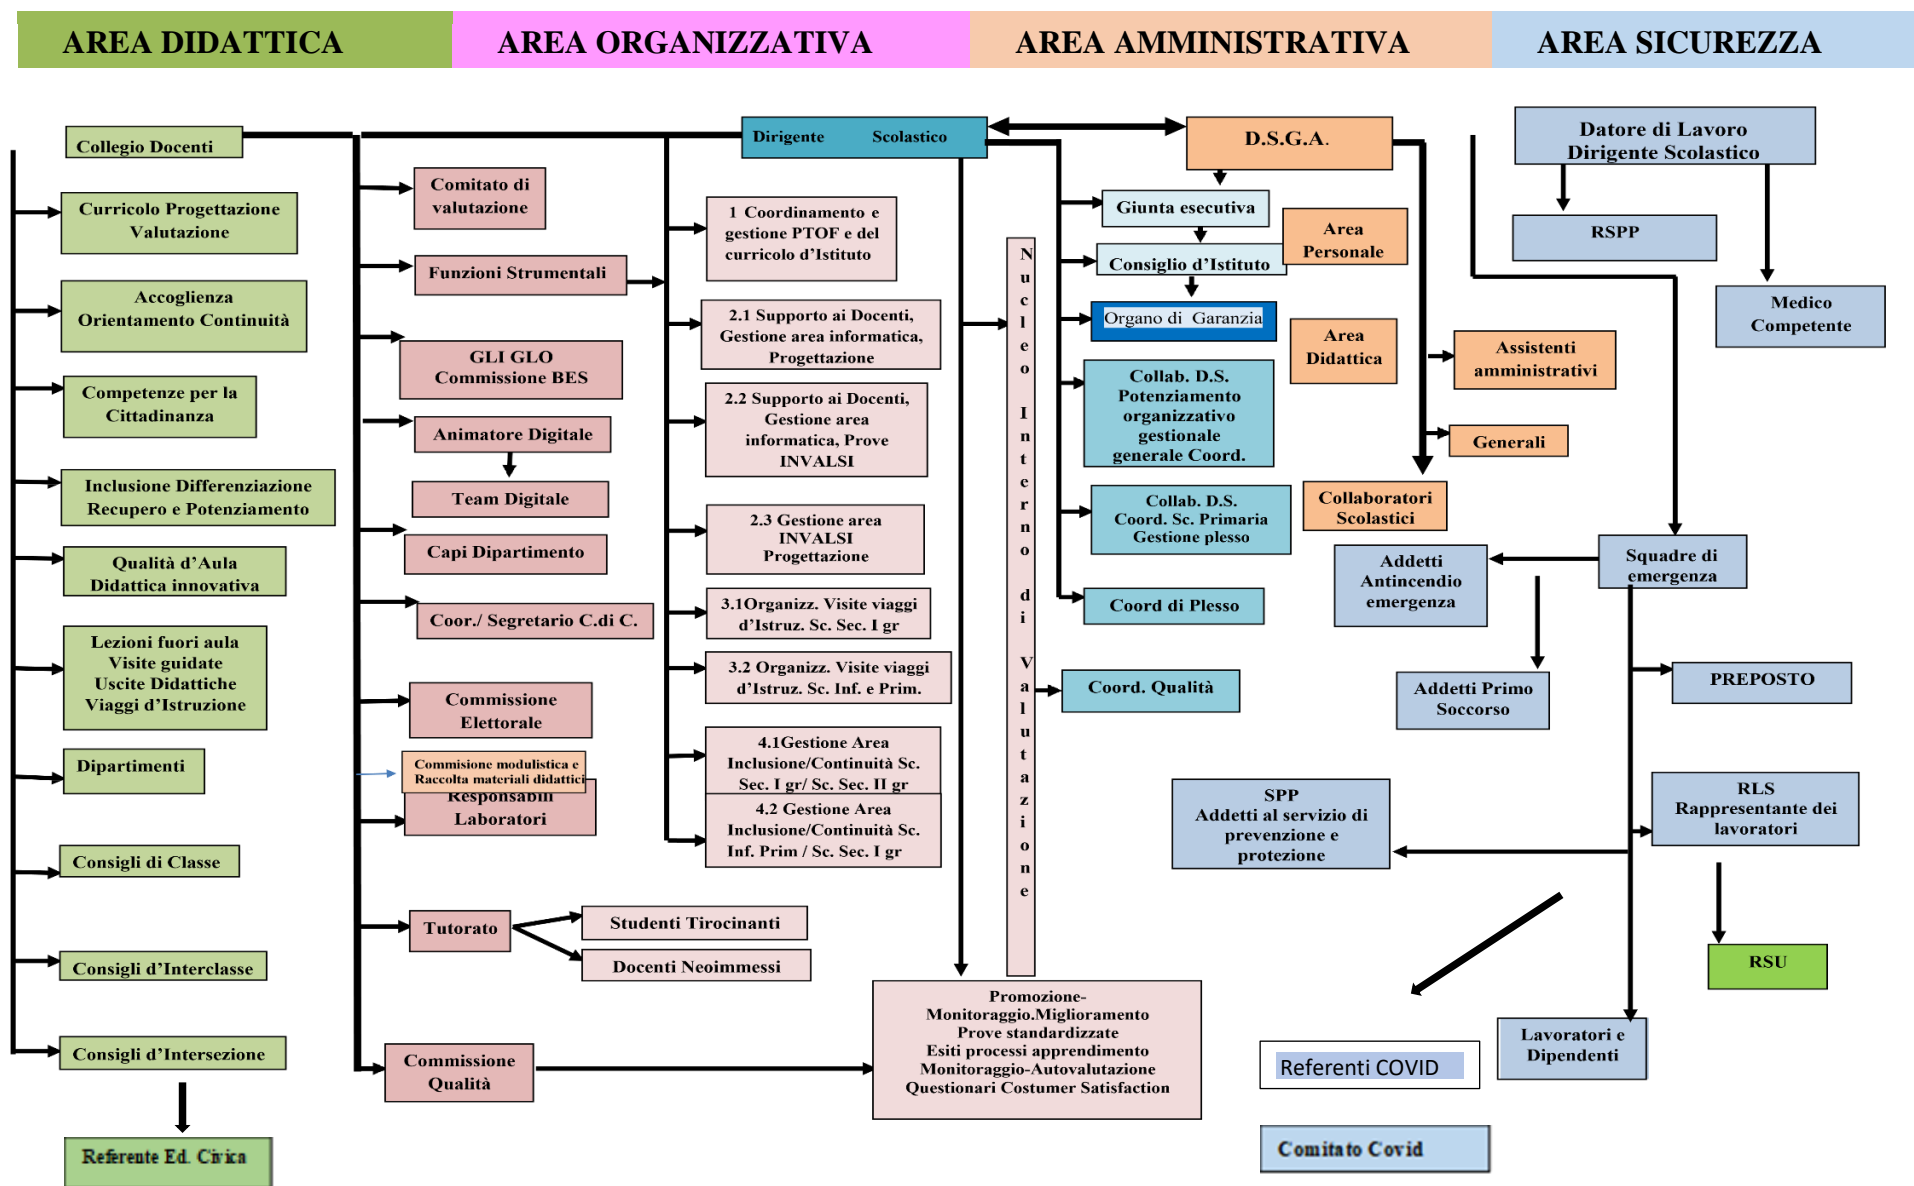 AREA DIDATTICA
AREA ORGANIZZATIVA
AREA AMMINISTRATIVA
AREA SICUREZZA
Collegio Docenti
Curricolo Progettazione
Valutazione
Accoglienza
Orientamento Continuità
Competenze per la
Cittadinanza
Inclusione Differenziazione
Recupero e Potenziamento
Qualità d'Aula
Didattica innovativa
Lezioni fuori aula
Visite guidate
Uscite Didattiche
Viaggi d'Istruzione
Dipartimenti
Consigli di Classe
Consigli d'Interclasse
Consigli d'Intersezione
Referente Ed. Civica
Comitato di
valutazione
Funzioni Strumentali
GLI GLO
Commissione BES
Animatore Digitale
Team Digitale
Capi Dipartimento
Coor./ Segretario C.di C.
Commissione
Elettorale
Commisione modulistica e
Raccolta materiali didattici
Responsabili
Laboratori
Tutorato
Studenti Tirocinanti
Docenti Neoimmessi
Commissione
Qualità
Dirigente Scolastico
1 Coordinamento e
gestione PTOF e del
curricolo d'Istituto
2.1 Supporto ai Docenti,
Gestione area informatica,
Progettazione
2.2 Supporto ai Docenti,
Gestione area
informatica, Prove
INVALSI
2.3 Gestione area
INVALSI
Progettazione
3.1Organizz. Visite viaggi
d'Istruz. Sc. Sec. I gr
3.2 Organizz. Visite viaggi
d'Istruz. Sc. Inf. e Prim.
4.1Gestione Area
Inclusione/Continuità Sc.
Sec. I gr/ Sc. Sec. II gr
4.2 Gestione Area
Inclusione/Continuità Sc.
Inf. Prim / Sc. Sec. I gr
Nucleo Interno di Valutazione
Promozione-
Monitoraggio.Miglioramento
Prove standardizzate
Esiti processi apprendimento
Monitoraggio-Autovalutazione
Questionari Costumer Satisfaction
D.S.G.A.
Giunta esecutiva
Consiglio d'Istituto
Organo di Garanzia
Collab. D.S.
Potenziamento
organizzativo
gestionale
generale Coord.
Collab. D.S.
Coord. Sc. Primaria
Gestione plesso
Coord di Plesso
Coord. Qualità
Area
Personale
Area
Didattica
Assistenti
amministrativi
Generali
Collaboratori
Scolastici
Datore di Lavoro
Dirigente Scolastico
RSPP
Medico
Competente
Squadre di
emergenza
Addetti
Antincendio
emergenza
Addetti Primo
Soccorso
PREPOSTO
SPP
Addetti al servizio di
prevenzione e
protezione
RLS
Rappresentante dei
lavoratori
RSU
Lavoratori e
Dipendenti
Referenti COVID
Comitato Covid